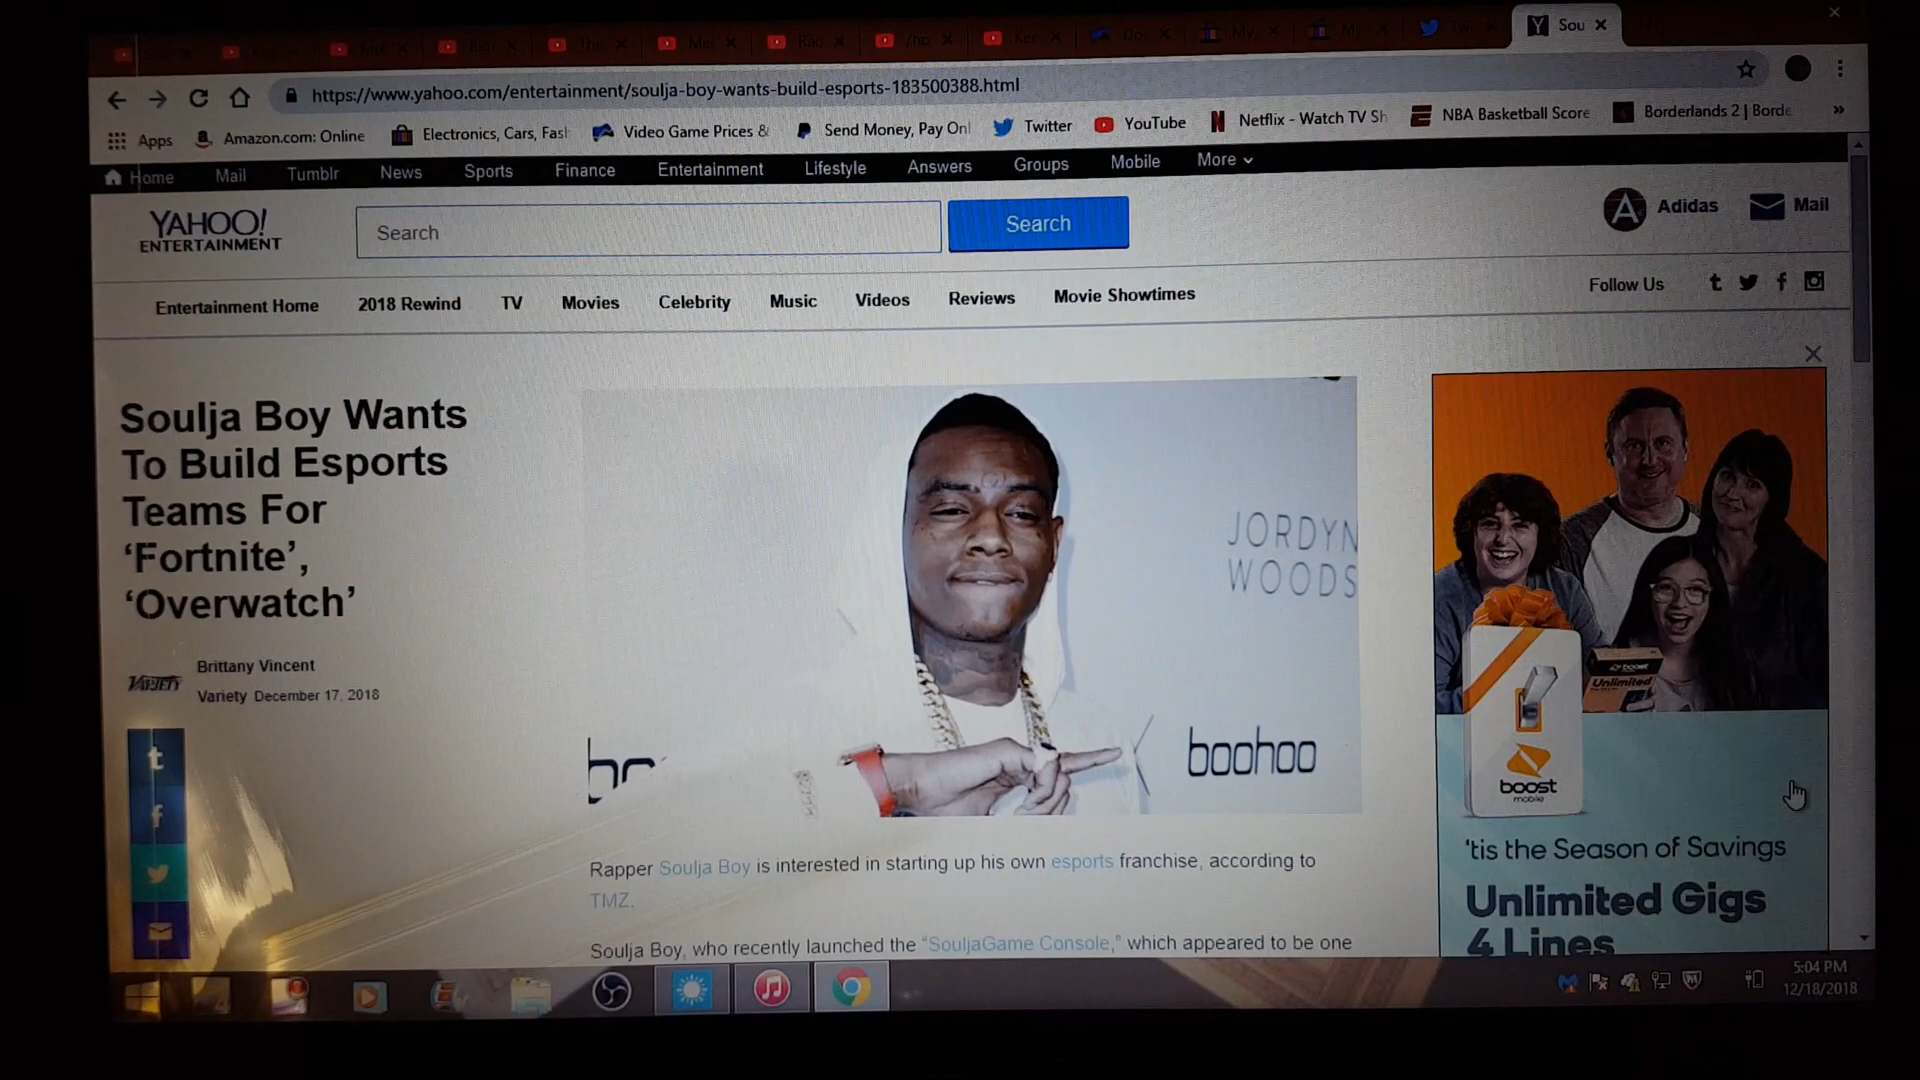 Sou
https://www.yahoo.com/entertainment/soulja-boy-wants-build-esports-183500388.html
Apps Amazon.com: Online Electronics, Cars, Fash Video Game Prices & Send Money, Pay Onl Twitter YouTube Netflix - Watch TV Sh NBA Basketball Score Borderlands 2 | Borde »
Home Mail Tumblr News Sports Finance Entertainment Lifestyle Answers Groups Mobile More
YAHOO!
ENTERTAINMENT
Search
Search
Adidas Mail
Entertainment Home 2018 Rewind TV Movies Celebrity Music Videos Reviews Movie Showtimes
Follow Us
Soulja Boy Wants
To Build Esports
Teams For
‘Fortnite’,
‘Overwatch’
VARIETY
Brittany Vincent
Variety December 17, 2018
JORDYN
WOODS
boohoo
Rapper Soulja Boy is interested in starting up his own esports franchise, according to
TMZ.
Soulja Boy, who recently launched the “SouljaGame Console,” which appeared to be one
boost
Unlimited
boost
mobile
'tis the Season of Savings
Unlimited Gigs
4 Lines
5:04 PM
12/18/2018